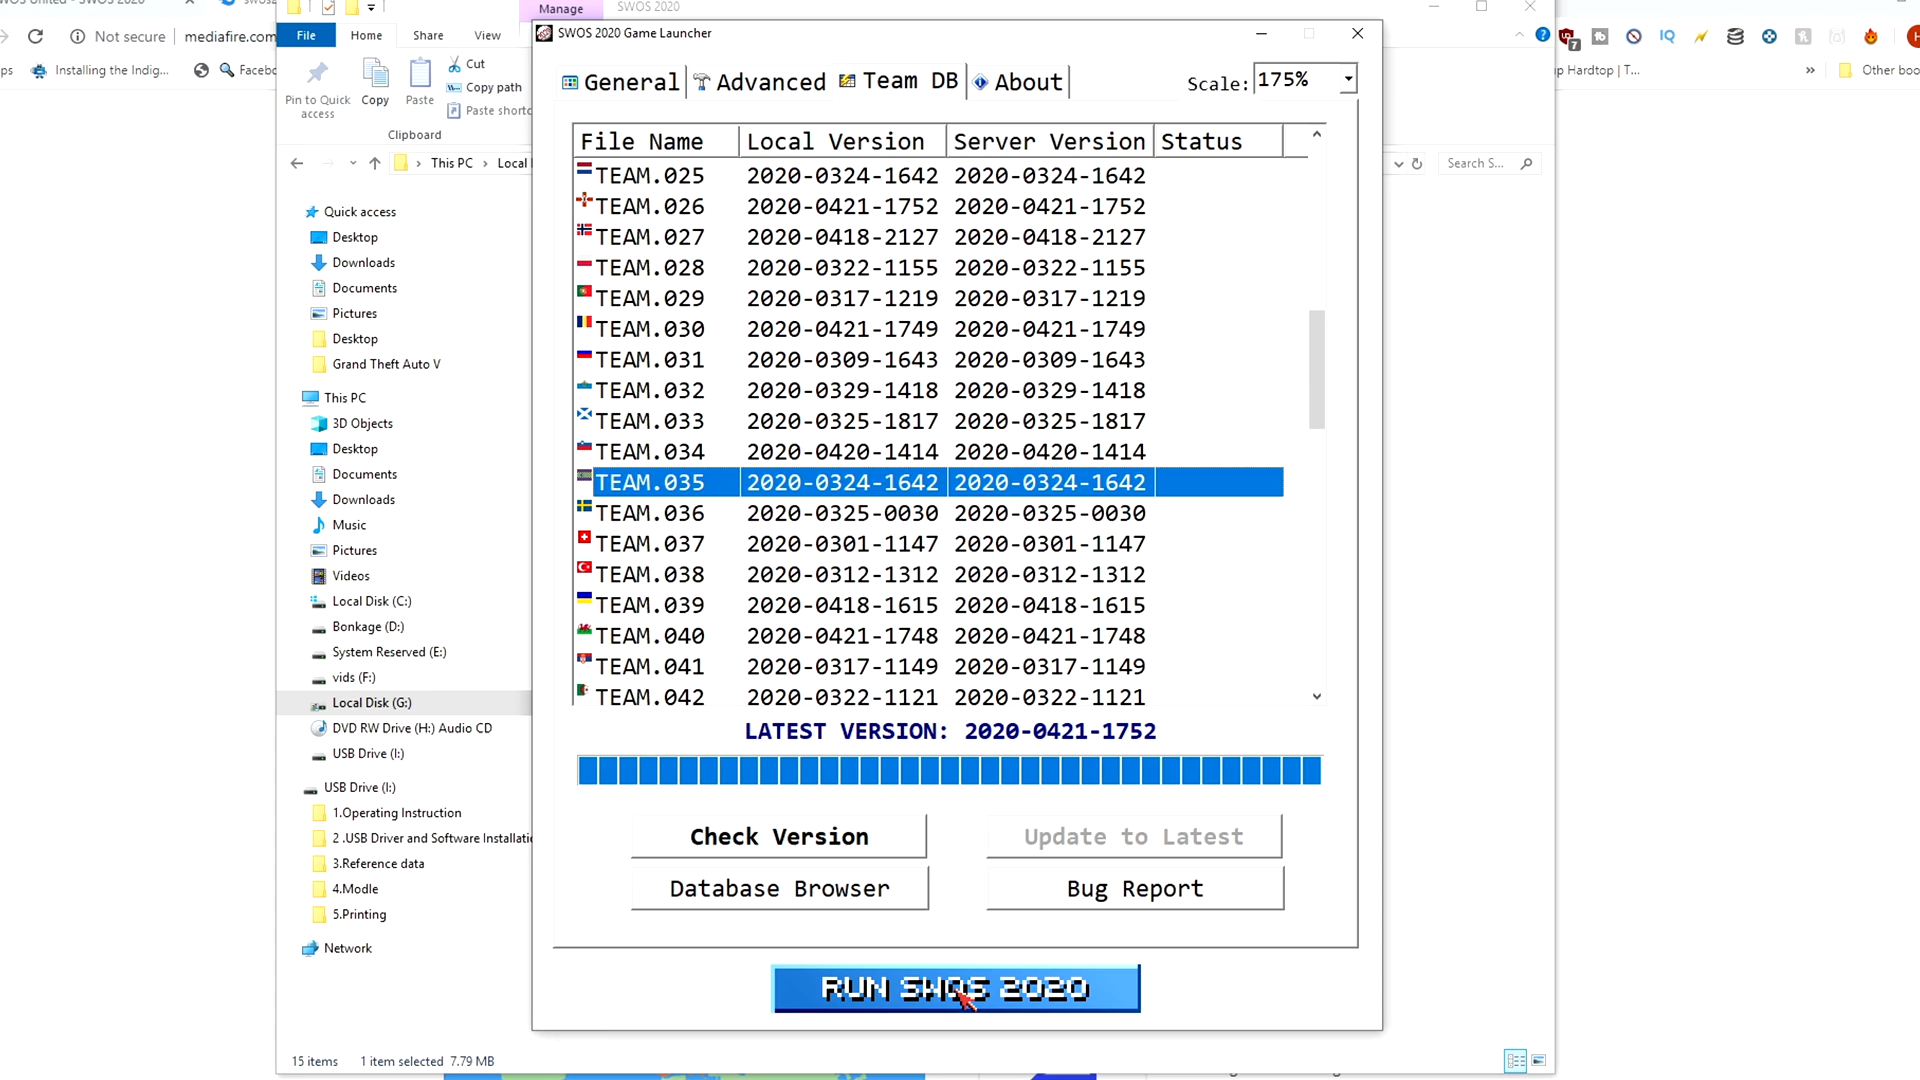 SWOS United - SWOS 2020
Manage
SWOS 2020
Not secure
mediafire.com
Installing the Indig...
Other boo
File
Home
Share
View
Pin to Quick access
Copy
Paste
Cut
Copy path
Paste shortc
Clipboard
This PC
Local
Search S...
Quick access
Desktop
Downloads
Documents
Pictures
Desktop
Grand Theft Auto V
This PC
3D Objects
Desktop
Documents
Downloads
Music
Pictures
Videos
Local Disk (C:)
Bonkage (D:)
System Reserved (E:)
vids (F:)
Local Disk (G:)
DVD RW Drive (H:) Audio CD
USB Drive (I:)
USB Drive (I:)
1.Operating Instruction
2 .USB Driver and Software Installatio
3.Reference data
4.Modle
5.Printing
Network
15 items 1 item selected 7.79 MB
SWOS 2020 Game Launcher
General Advanced Team DB About
Scale: 175%
File Name Local Version Server Version Status
TEAM.025 2020-0324-1642 2020-0324-1642
TEAM.026 2020-0421-1752 2020-0421-1752
TEAM.027 2020-0418-2127 2020-0418-2127
TEAM.028 2020-0322-1155 2020-0322-1155
TEAM.029 2020-0317-1219 2020-0317-1219
TEAM.030 2020-0421-1749 2020-0421-1749
TEAM.031 2020-0309-1643 2020-0309-1643
TEAM.032 2020-0329-1418 2020-0329-1418
TEAM.033 2020-0325-1817 2020-0325-1817
TEAM.034 2020-0420-1414 2020-0420-1414
TEAM.035 2020-0324-1642 2020-0324-1642
TEAM.036 2020-0325-0030 2020-0325-0030
TEAM.037 2020-0301-1147 2020-0301-1147
TEAM.038 2020-0312-1312 2020-0312-1312
TEAM.039 2020-0418-1615 2020-0418-1615
TEAM.040 2020-0421-1748 2020-0421-1748
TEAM.041 2020-0317-1149 2020-0317-1149
TEAM.042 2020-0322-1121 2020-0322-1121
LATEST VERSION: 2020-0421-1752
Check Version
Update to Latest
Database Browser
Bug Report
RUN SWOS 2020